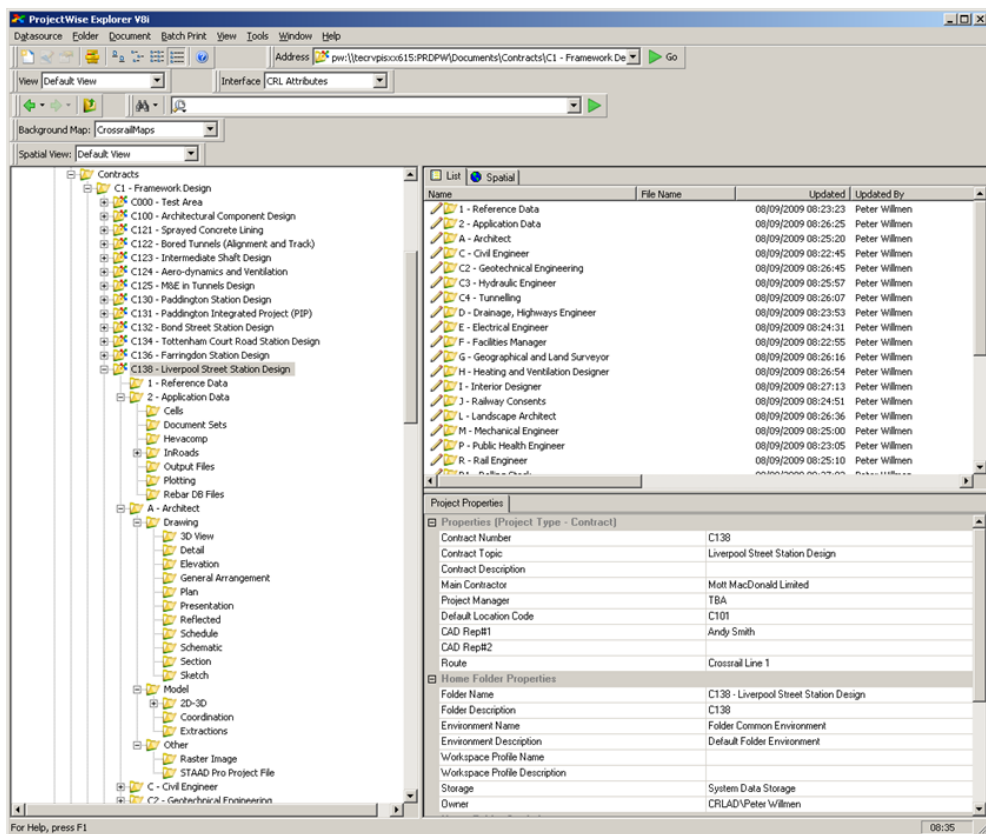 ProjectWise Explorer V8i
Datasource Folder Document Batch Print View Tools Window Help
Address pw:\\tecrvpisxx615:PRDPW\Documents\Contracts\C1 - Framework De Go
View Default View Interface CRL Attributes
Background Map: CrossrailMaps
Spatial View: Default View
Contracts
C1 - Framework Design
C000 - Test Area
C100 - Architectural Component Design
C121 - Sprayed Concrete Lining
C122 - Bored Tunnels (Alignment and Track)
C123 - Intermediate Shaft Design
C124 - Aero-dynamics and Ventilation
C125 - M&E in Tunnels Design
C130 - Paddington Station Design
C131 - Paddington Integrated Project (PIP)
C132 - Bond Street Station Design
C134 - Tottenham Court Road Station Design
C136 - Farringdon Station Design
C138 - Liverpool Street Station Design
1 - Reference Data
2 - Application Data
Cells
Document Sets
Hevacomp
InRoads
Output Files
Plotting
Rebar DB Files
A - Architect
Drawing
3D View
Detail
Elevation
General Arrangement
Plan
Presentation
Reflected
Schedule
Schematic
Section
Sketch
Model
2D-3D
Coordination
Extractions
Other
Raster Image
STAAD Pro Project File
C - Civil Engineer
C2 - Geotechnical Engineering
List Spatial
Name File Name Updated Updated By
1 - Reference Data 08/09/2009 08:23:23 Peter Willmen
2 - Application Data 08/09/2009 08:26:25 Peter Willmen
A - Architect 08/09/2009 08:25:20 Peter Willmen
C - Civil Engineer 08/09/2009 08:22:45 Peter Willmen
C2 - Geotechnical Engineering 08/09/2009 08:26:45 Peter Willmen
C3 - Hydraulic Engineer 08/09/2009 08:25:57 Peter Willmen
C4 - Tunnelling 08/09/2009 08:26:07 Peter Willmen
D - Drainage, Highways Engineer 08/09/2009 08:23:53 Peter Willmen
E - Electrical Engineer 08/09/2009 08:24:31 Peter Willmen
F - Facilities Manager 08/09/2009 08:22:55 Peter Willmen
G - Geographical and Land Surveyor 08/09/2009 08:26:16 Peter Willmen
H - Heating and Ventilation Designer 08/09/2009 08:26:54 Peter Willmen
I - Interior Designer 08/09/2009 08:27:13 Peter Willmen
J - Railway Consents 08/09/2009 08:24:51 Peter Willmen
L - Landscape Architect 08/09/2009 08:26:36 Peter Willmen
M - Mechanical Engineer 08/09/2009 08:25:00 Peter Willmen
P - Public Health Engineer 08/09/2009 08:23:05 Peter Willmen
R - Rail Engineer 08/09/2009 08:25:10 Peter Willmen
Project Properties
Properties (Project Type - Contract)
Contract Number C138
Contract Topic Liverpool Street Station Design
Contract Description
Main Contractor Mott MacDonald Limited
Project Manager TBA
Default Location Code C101
CAD Rep#1 Andy Smith
CAD Rep#2
Route Crossrail Line 1
Home Folder Properties
Folder Name C138 - Liverpool Street Station Design
Folder Description C138
Environment Name Folder Common Environment
Environment Description Default Folder Environment
Workspace Profile Name
Workspace Profile Description
Storage System Data Storage
Owner CRLAD\Peter Willmen
For Help, press F1 08:35